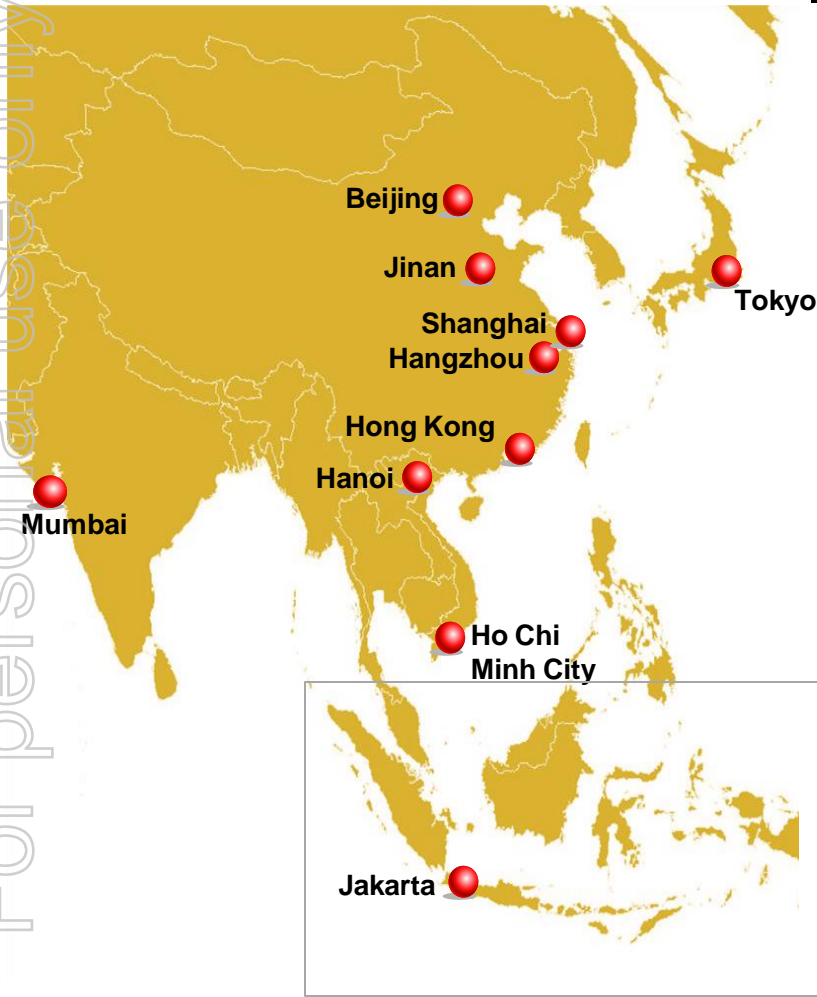 For personal use only
Beijing
Jinan
Tokyo
Shanghai
Hangzhou
Hong Kong
Hanoi
Mumbai
Ho Chi
Minh City
Jakarta